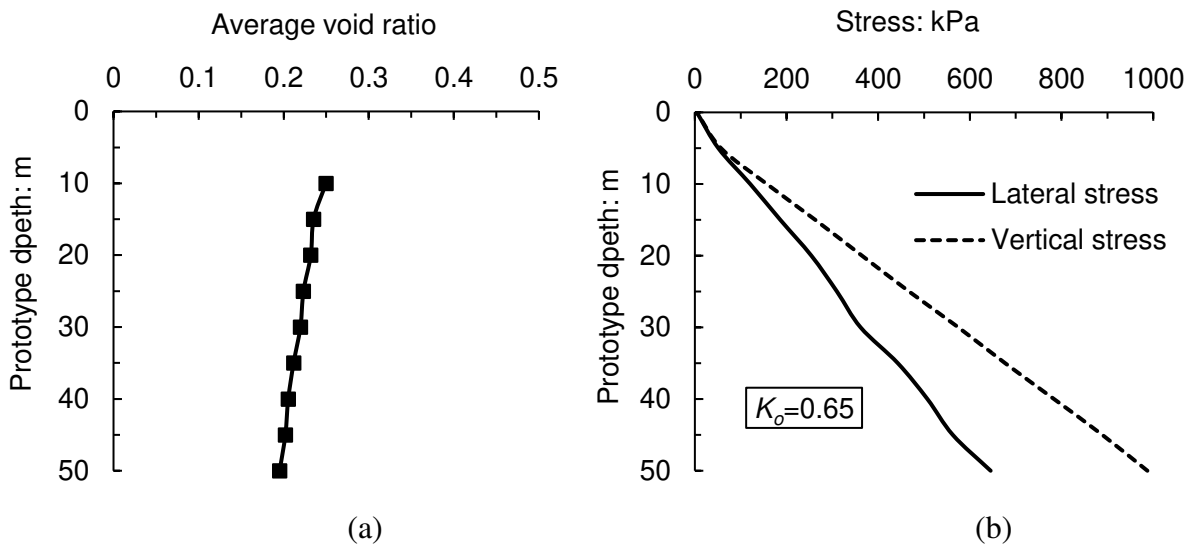 Average void ratio
0 0.1 0.2 0.3 0.4 0.5
0
10
20
30
40
50
Prototype dpeth: m
(a)
Stress: kPa
0 200 400 600 800 1000
0
10
20
30
40
50
Prototype dpeth: m
Lateral stress
Vertical stress
Ko=0.65
(b)